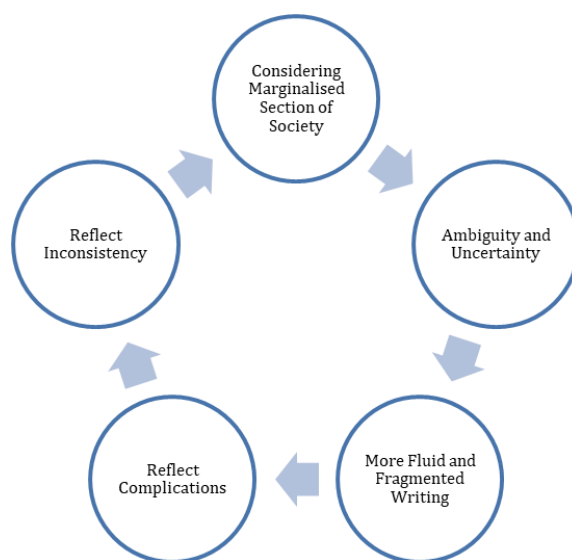 Considering
Marginalised
Section of
Society
Ambiguity and
Uncertainty
More Fluid and
Fragmented
Writing
Reflect
Complications
Reflect
Inconsistency